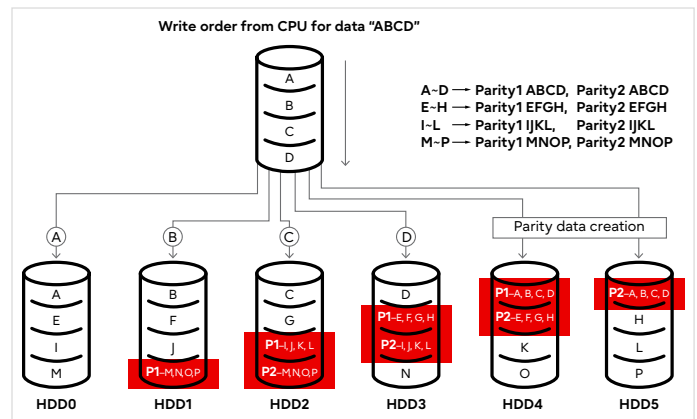 Write order from CPU for data “ABCD”
A
B
C
D
A~D → Parity1 ABCD, Parity2 ABCD
E~H → Parity1 EFGH, Parity2 EFGH
I~L → Parity1 IJKL, Parity2 IJKL
M~P → Parity1 MNOP, Parity2 MNOP
Parity data creation
A
B
C
D
A
E
I
M
HDD0
B
F
J
P1–M,N,O,P
HDD1
C
G
P1–I, J, K, L
P2–M,N,O,P
HDD2
D
P1–E, F, G, H
P2–I, J, K, L
N
HDD3
P1–A, B, C, D
P2–E, F, G, H
K
O
HDD4
P2–A, B, C, D
H
L
P
HDD5